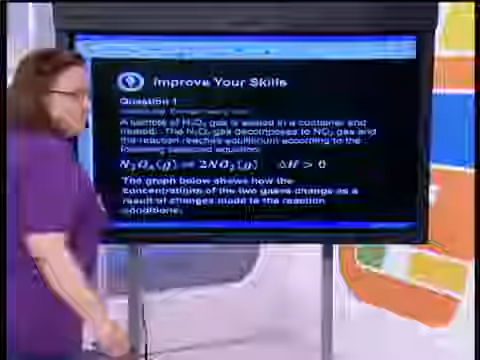 Improve Your Skills
Question 1
A sample of N₂O₄ gas is sealed in a container and
heated. The N₂O₄ gas decomposes to NO₂ gas and
the reaction reaches equilibrium according to the
following equation:
N₂O₄(g) ⇌ 2NO₂(g) ΔH > 0
The graph below shows how the
concentrations of the two gases change as a
result of changes made to the reaction
conditions.